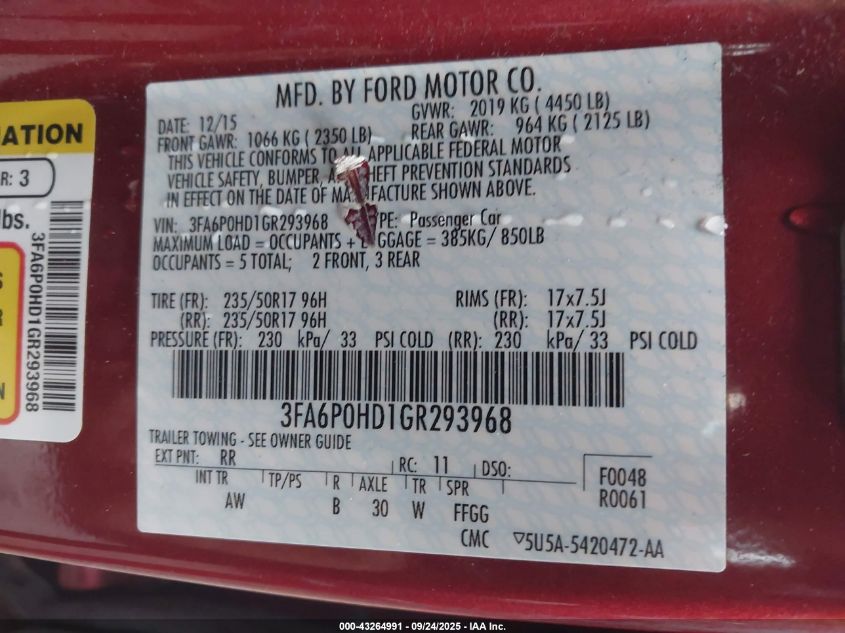 UATION
R: 3
lbs.
S
R
S
3FA6P0HD1GR293968
MFD. BY FORD MOTOR CO.
DATE: 12/15 GVWR: 2019 KG ( 4450 LB)
FRONT GAWR: 1066 KG ( 2350 LB) REAR GAWR: 964 KG ( 2125 LB)
THIS VEHICLE CONFORMS TO ALL APPLICABLE FEDERAL MOTOR
VEHICLE SAFETY, BUMPER, A HEFT PREVENTION STANDARDS
IN EFFECT ON THE DATE OF MA FACTURE SHOWN ABOVE.
VIN: 3FA6P0HD1GR293968 YPE: Passenger Car
MAXIMUM LOAD = OCCUPANTS + L GGAGE = 385KG/ 850LB
OCCUPANTS = 5 TOTAL; 2 FRONT, 3 REAR
TIRE (FR): 235/50R17 96H RIMS (FR): 17x7.5J
(RR): 235/50R17 96H (RR): 17x7.5J
PRESSURE (FR): 230 kPa/ 33 PSI COLD (RR): 230 kPa/ 33 PSI COLD
3FA6P0HD1GR293968
TRAILER TOWING - SEE OWNER GUIDE
EXT PNT: RR RC: 11 DSO: F0048
INT TR TP/PS R AXLE TR SPR R0061
AW B 30 W FFGG
CMC ▽5U5A-5420472-AA
000-43264991 - 09/24/2025 - IAA Inc.